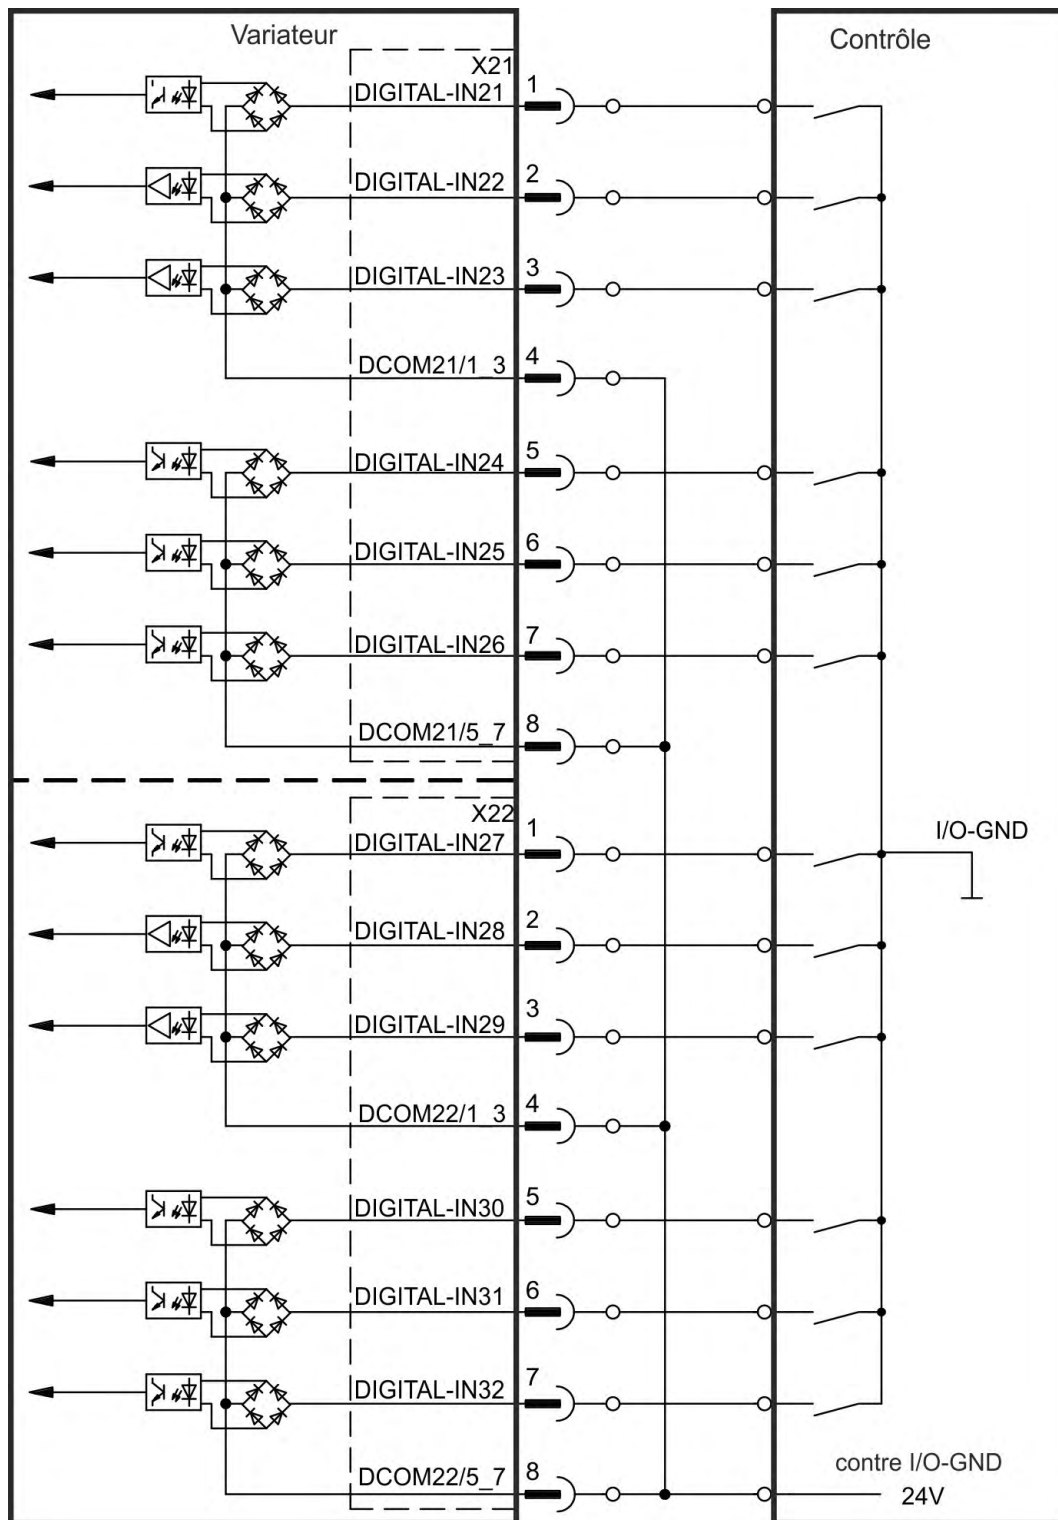 Variateur
Contrôle
X21
DIGITAL-IN21
1
DIGITAL-IN22
2
DIGITAL-IN23
3
DCOM21/1_3
4
DIGITAL-IN24
5
DIGITAL-IN25
6
DIGITAL-IN26
7
DCOM21/5_7
8
X22
DIGITAL-IN27
1
I/O-GND
DIGITAL-IN28
2
DIGITAL-IN29
3
DCOM22/1_3
4
DIGITAL-IN30
5
DIGITAL-IN31
6
DIGITAL-IN32
7
DCOM22/5_7
8
contre I/O-GND
24V